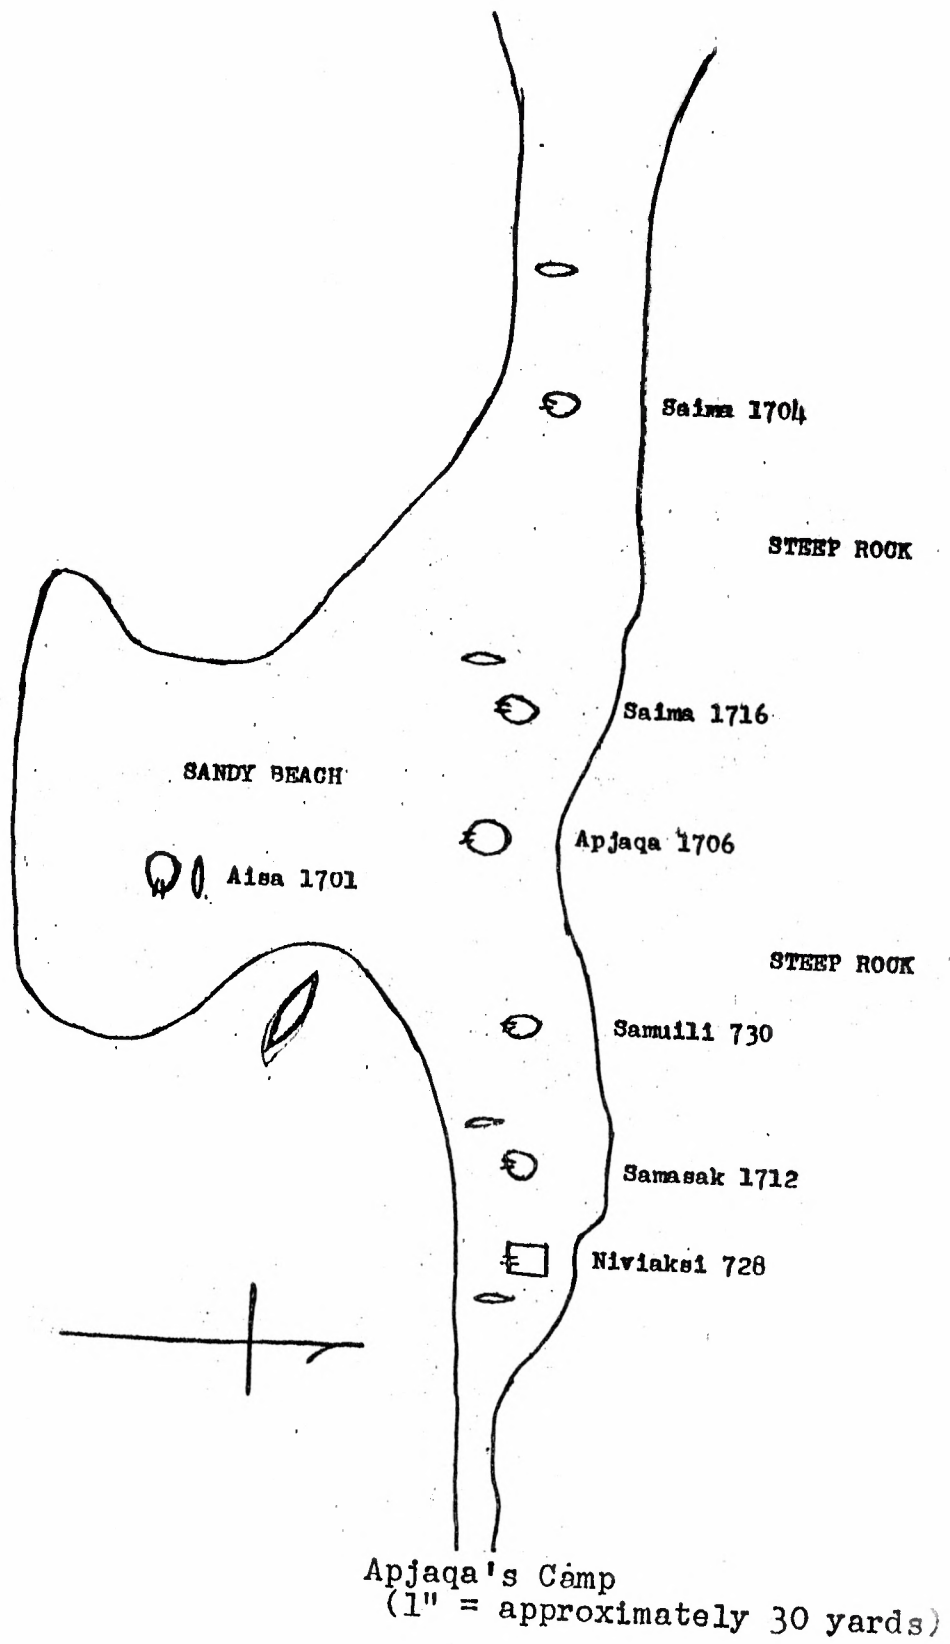 Saima 1704
STEEP ROCK
Saima 1716
SANDY BEACH
Apjaqa 1706
Aisa 1701
STEEP ROCK
Samuili 730
Samasak 1712
Niviaksi 728
Apjaqa's Camp
(1" = approximately 30 yards)